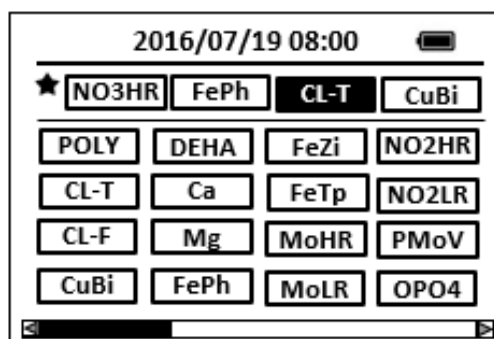 2016/07/19 08:00
NO3HR FePh CL-T CuBi
POLY DEHA FeZi NO2HR
CL-T Ca FeTp NO2LR
CL-F Mg MoHR PMoV
CuBi FePh MoLR OPO4